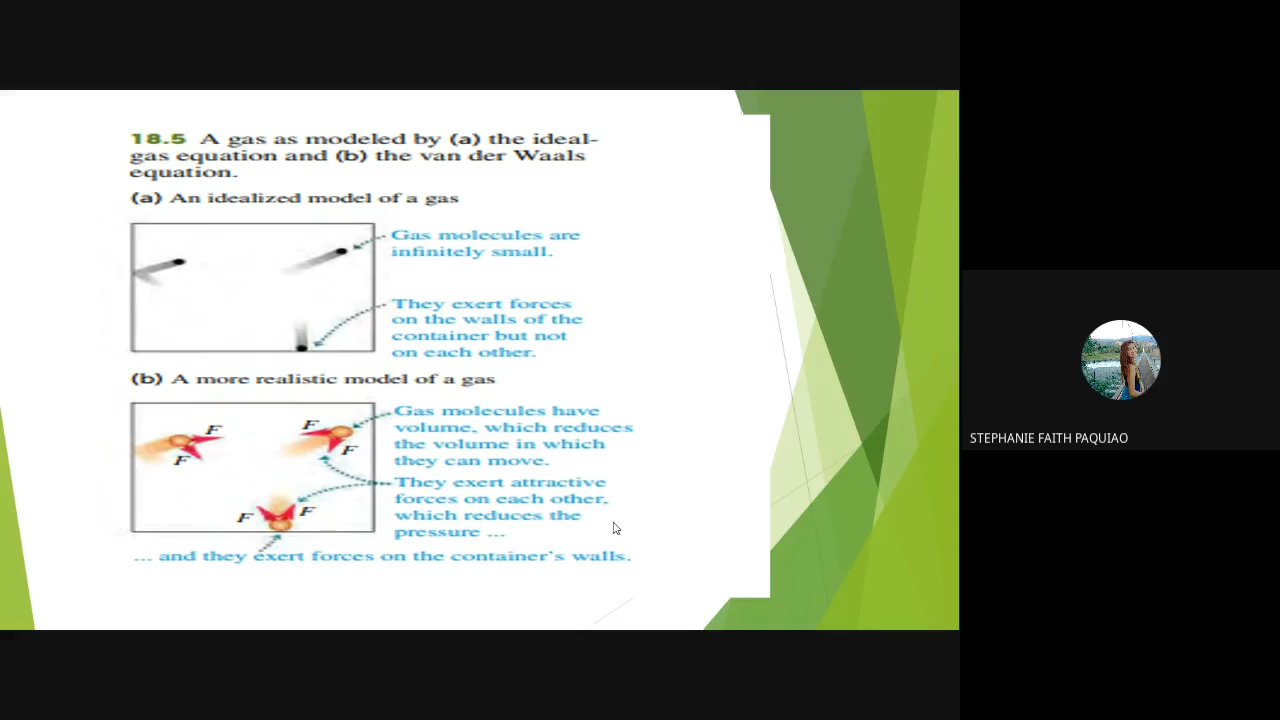 18.5 A gas as modeled by (a) the ideal-
gas equation and (b) the van der Waals
equation.
(a) An idealized model of a gas
Gas molecules are
infinitely small.
They exert forces
on the walls of the
container but not
on each other.
(b) A more realistic model of a gas
F
F
F
F
F
F
Gas molecules have
volume, which reduces
the volume in which
they can move.
They exert attractive
forces on each other,
which reduces the
pressure ...
... and they exert forces on the container's walls.
STEPHANIE FAITH PAQUIAO